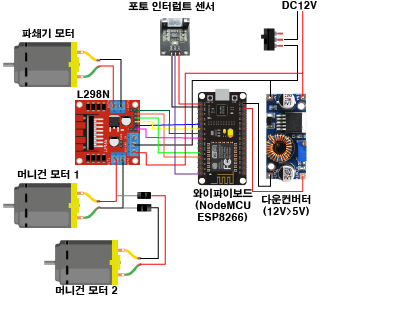 포토 인터럽트 센서
DC12V
파쇄기 모터
L298N
머니건 모터 1
와이파이보드
(NodeMCU
ESP8266)
다운컨버터
(12V>5V)
머니건 모터 2